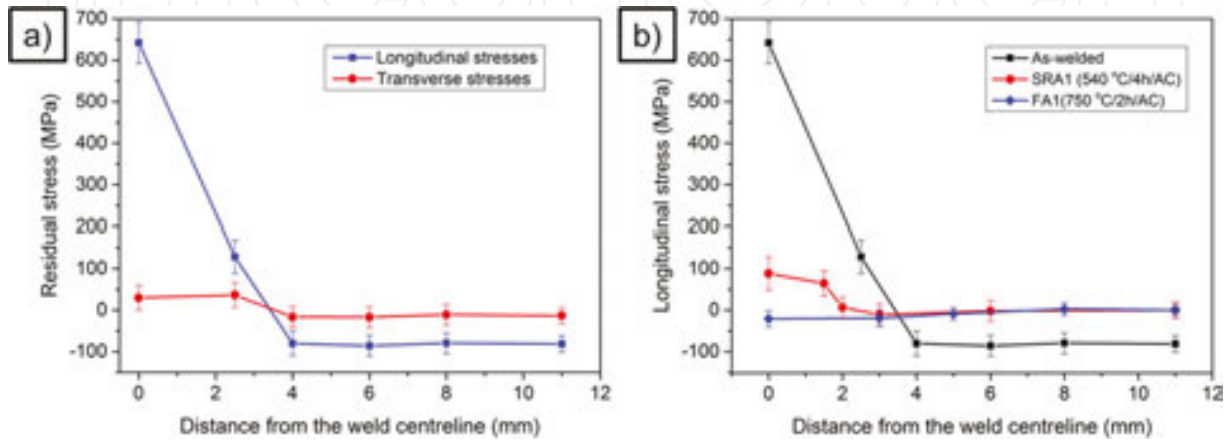 a)
700
600
500
400
300
200
100
0
-100
Residual stress (MPa)
Longitudinal stresses
Transverse stresses
0 2 4 6 8 10 12
Distance from the weld centreline (mm)
b)
700
600
500
400
300
200
100
0
-100
Longitudinal stress (MPa)
As-welded
SRA1 (540 °C/4h/AC)
FA1(750 °C/2h/AC)
0 2 4 6 8 10 12
Distance from the weld centreline (mm)